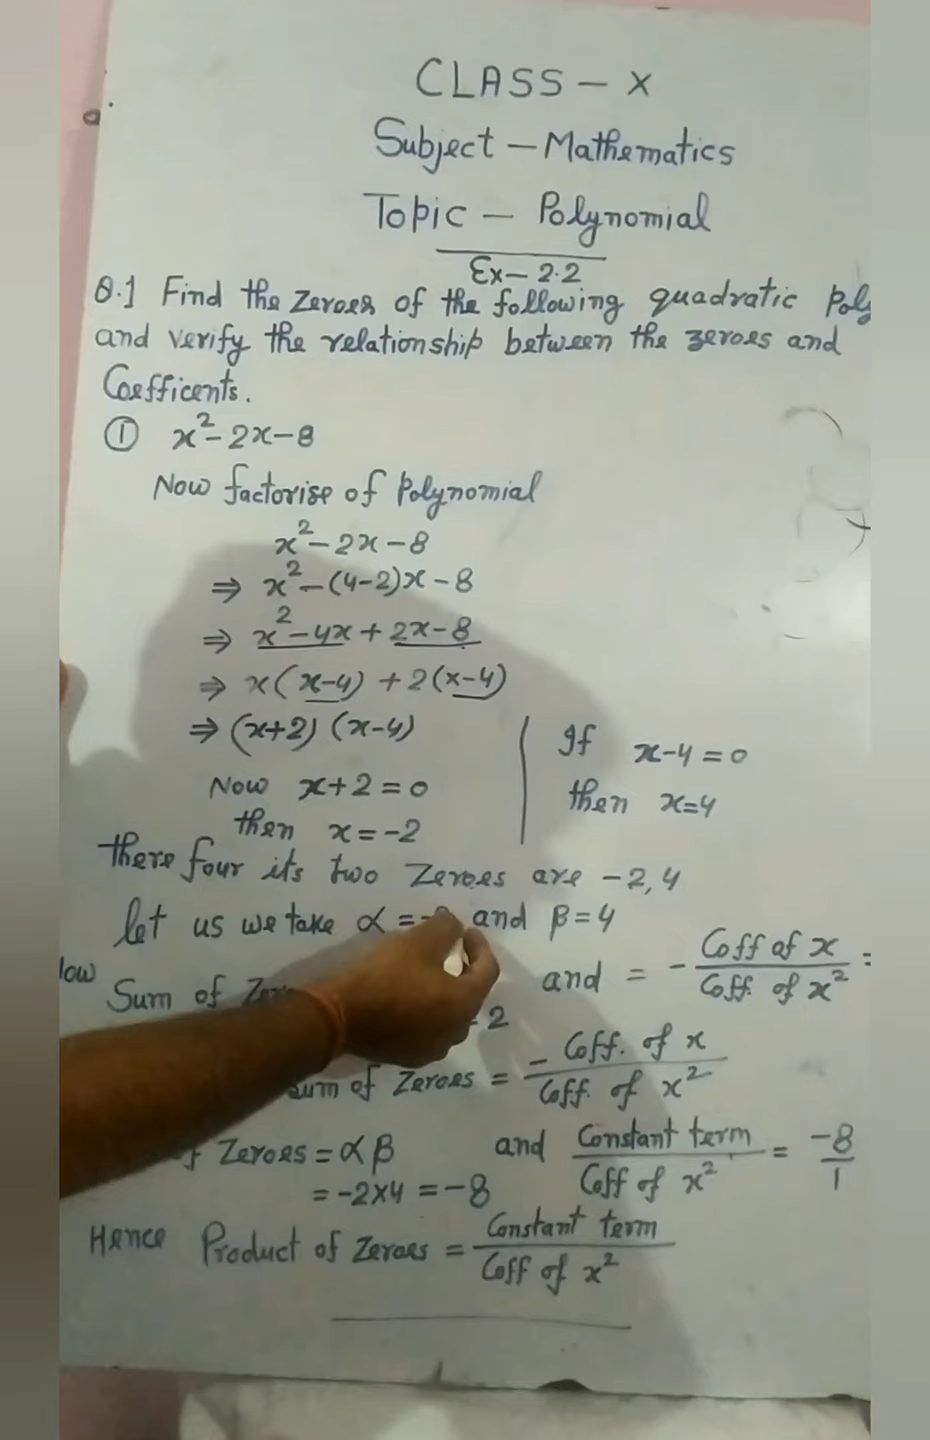 CLASS - X
Subject - Mathematics
Topic - Polynomial
Ex- 2.2
Q.1 Find the zeroes of the following quadratic poly
and verify the relationship between the zeroes and
Coefficents.
① x² - 2x - 8
Now factorise of polynomial
x² - 2x - 8
⇒ x² - (4-2)x - 8
⇒ x² - 4x + 2x - 8
⇒ x(x-4) + 2(x-4)
⇒ (x+2) (x-4)
Now x+2 = 0
then x = -2
If x-4 = 0
then x=4
there four its two zeroes are -2, 4
let us we take α = and β = 4
Sum of and = - Coff of x / Coff. of x² =
2
Sum of Zeroes = - Coff. of x / Coff. of x²
Zeroes = αβ and Constant term / Coff of x² = -8/1
= -2×4 = -8
Hence Product of Zeroes = Constant term / Coff of x²